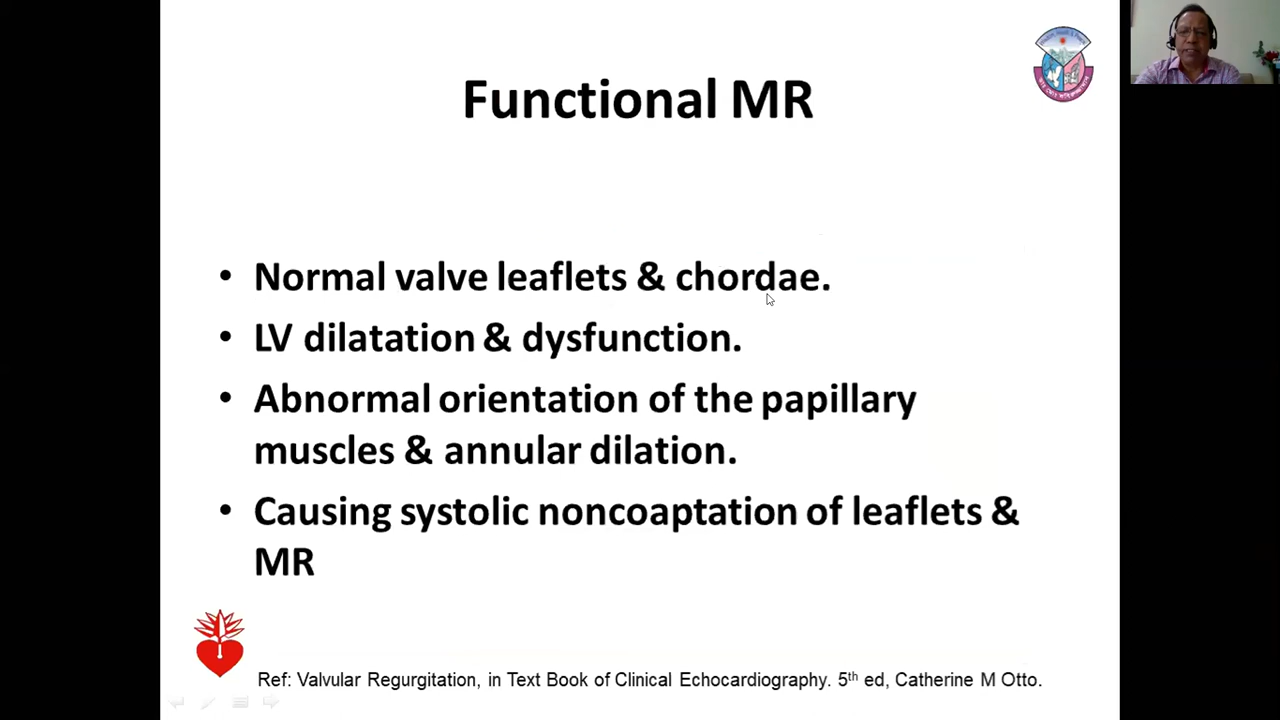 Functional MR
• Normal valve leaflets & chordae.
• LV dilatation & dysfunction.
• Abnormal orientation of the papillary
muscles & annular dilation.
• Causing systolic noncoaptation of leaflets &
MR
Ref: Valvular Regurgitation, in Text Book of Clinical Echocardiography. 5th ed, Catherine M Otto.